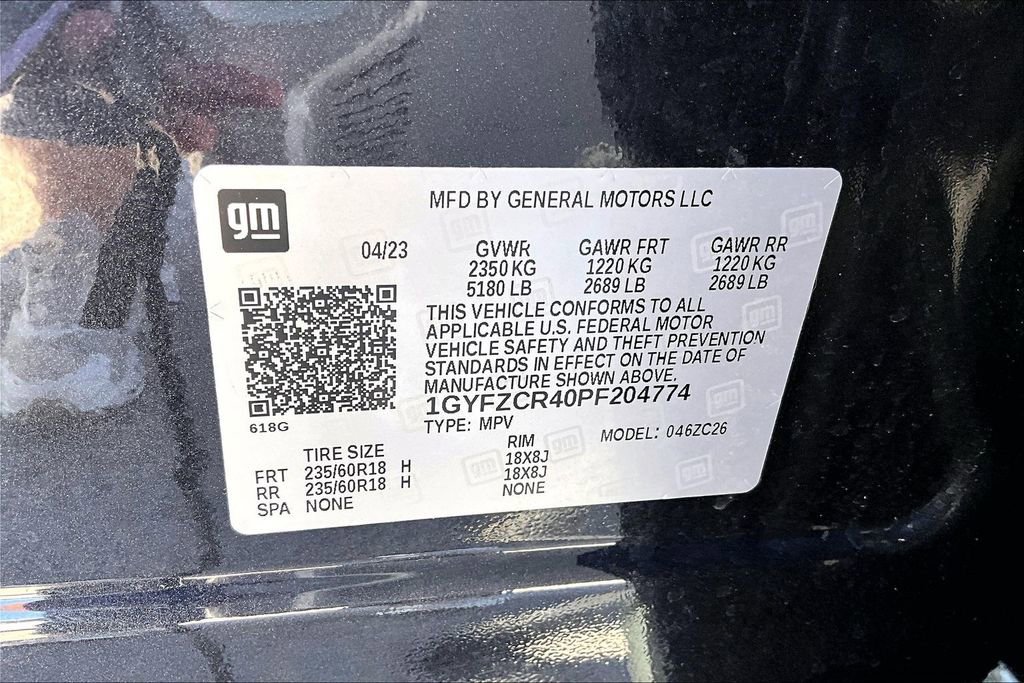 gm
MFD BY GENERAL MOTORS LLC
04/23 GVWR GAWR FRT GAWR RR
2350 KG 1220 KG 1220 KG
5180 LB 2689 LB 2689 LB
THIS VEHICLE CONFORMS TO ALL
APPLICABLE U.S. FEDERAL MOTOR
VEHICLE SAFETY AND THEFT PREVENTION
STANDARDS IN EFFECT ON THE DATE OF
MANUFACTURE SHOWN ABOVE.
1GYFZCR40PF204774
618G
TYPE: MPV MODEL: 046ZC26
TIRE SIZE RIM
FRT 235/60R18 H 18X8J
RR 235/60R18 H 18X8J
SPA NONE NONE